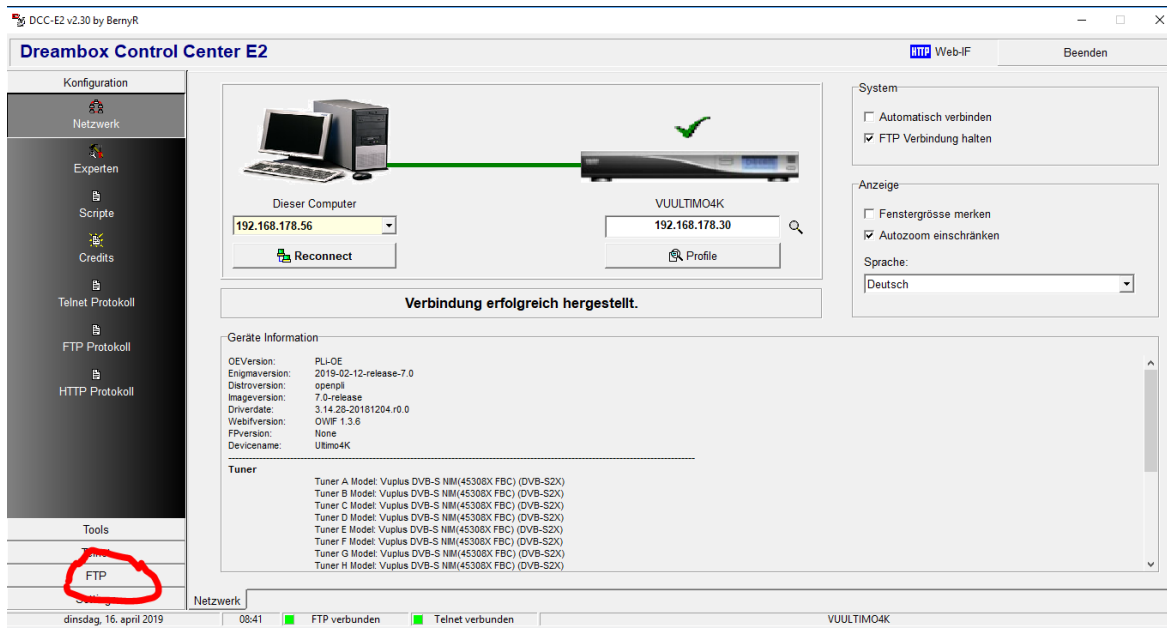 DCC-E2 v2.30 by BernyR
Dreambox Control Center E2
HTTP Web-IF
Beenden
Konfiguration
Netzwerk
Experten
Scripte
Credits
Telnet Protokoll
FTP Protokoll
HTTP Protokoll
Tools
FTP
Dieser Computer
192.168.178.56
Reconnect
VUULTIMO4K
192.168.178.30
Profile
Verbindung erfolgreich hergestellt.
System
Automatisch verbinden
FTP Verbindung halten
Anzeige
Fenstergrösse merken
Autozoom einschränken
Sprache:
Deutsch
Geräte Information
OEVersion: PLi-OE
Enigmaversion: 2019-02-12-release-7.0
Distroversion: openpli
Imageversion: 7.0-release
Driverdate: 3.14.28-20181204.r0.0
Webifversion: OWIF 1.3.6
FPversion: None
Devicename: Ultimo4K
Tuner
Tuner A Model: Vuplus DVB-S NIM(45308X FBC) (DVB-S2X)
Tuner B Model: Vuplus DVB-S NIM(45308X FBC) (DVB-S2X)
Tuner C Model: Vuplus DVB-S NIM(45308X FBC) (DVB-S2X)
Tuner D Model: Vuplus DVB-S NIM(45308X FBC) (DVB-S2X)
Tuner E Model: Vuplus DVB-S NIM(45308X FBC) (DVB-S2X)
Tuner F Model: Vuplus DVB-S NIM(45308X FBC) (DVB-S2X)
Tuner G Model: Vuplus DVB-S NIM(45308X FBC) (DVB-S2X)
Tuner H Model: Vuplus DVB-S NIM(45308X FBC) (DVB-S2X)
Netzwerk
dinsdag, 16. april 2019
08:41
FTP verbunden
Telnet verbunden
VUULTIMO4K